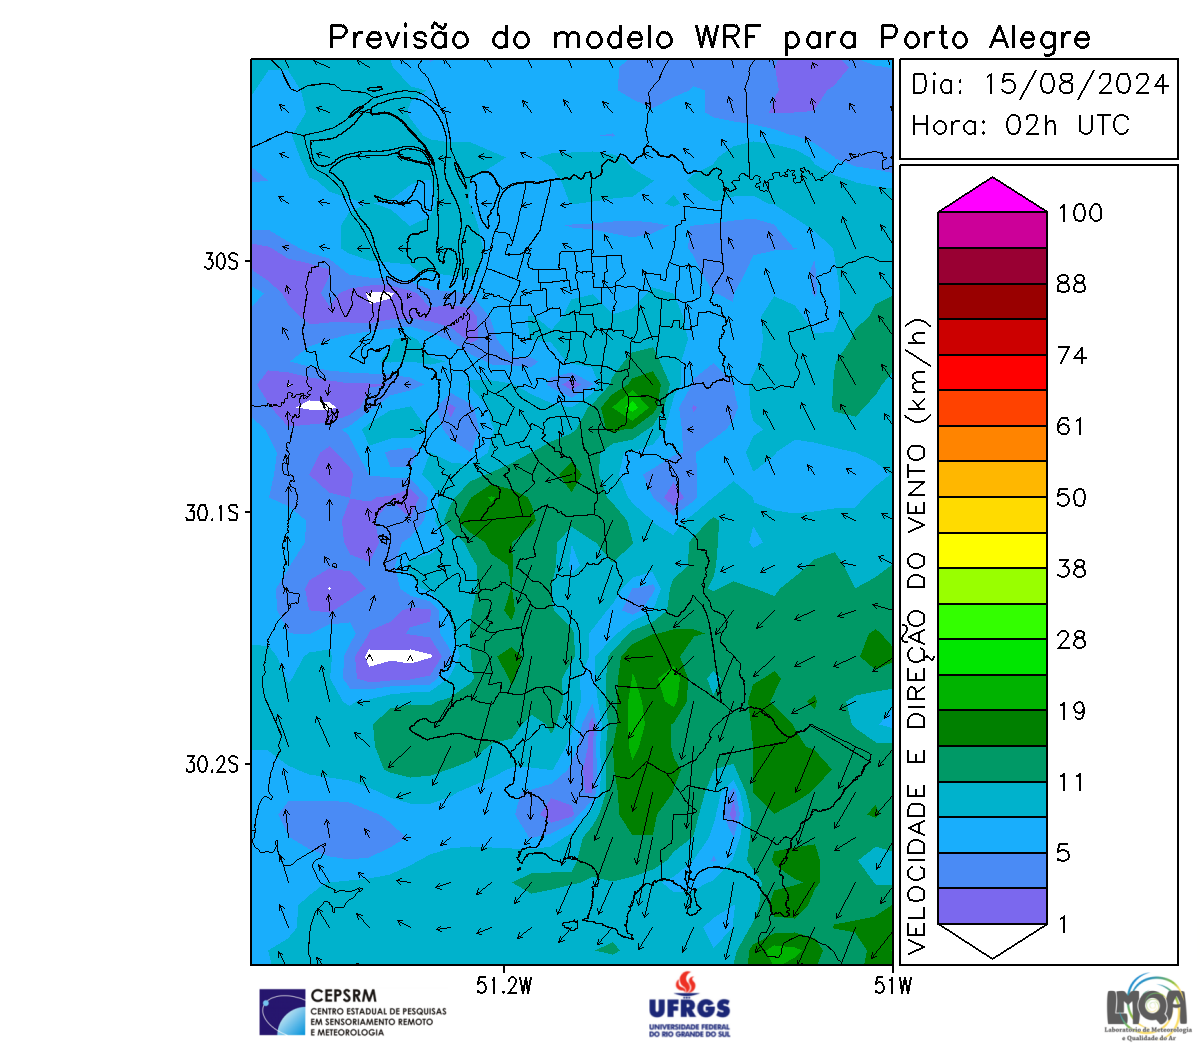 Previsão do modelo WRF para Porto Alegre
Dia: 15/08/2024
Hora: 02h UTC
30S
30.1S
30.2S
51.2W
51W
VELOCIDADE E DIREÇÃO DO VENTO (km/h)
100
88
74
61
50
38
28
19
11
5
1
CEPSRM
CENTRO ESTADUAL DE PESQUISAS
EM SENSORIAMENTO REMOTO
E METEOROLOGIA
UFRGS
UNIVERSIDADE FEDERAL
DO RIO GRANDE DO SUL
LMQA
Laboratório de Meteorologia
e Qualidade do Ar